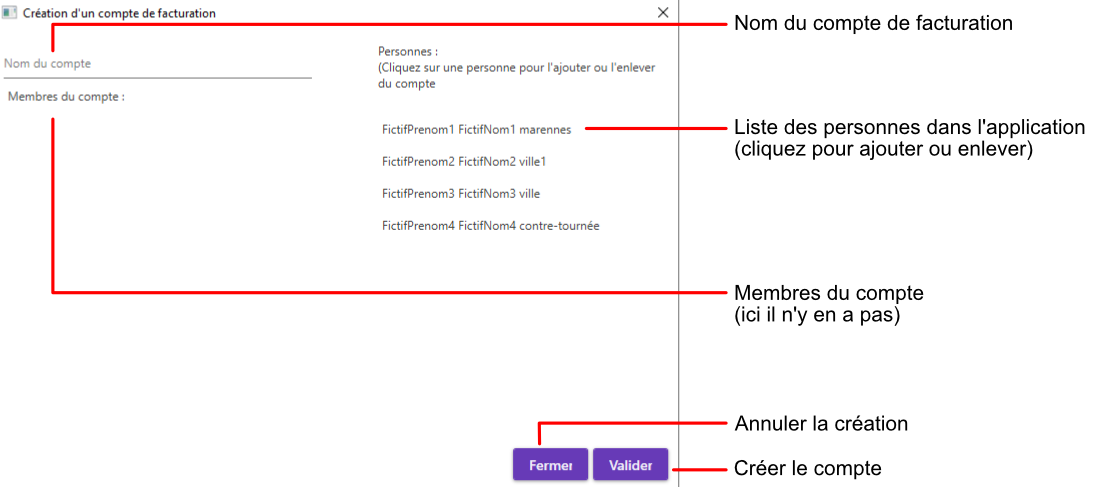 Création d'un compte de facturation
Nom du compte de facturation
Nom du compte
Membres du compte :
Personnes :
(Cliquez sur une personne pour l'ajouter ou l'enlever
du compte
FictifPrenom1 FictifNom1 marennes
FictifPrenom2 FictifNom2 ville1
FictifPrenom3 FictifNom3 ville
FictifPrenom4 FictifNom4 contre-tournée
Liste des personnes dans l'application
(cliquez pour ajouter ou enlever)
Membres du compte
(ici il n'y en a pas)
Annuler la création
Fermer
Valider
Créer le compte